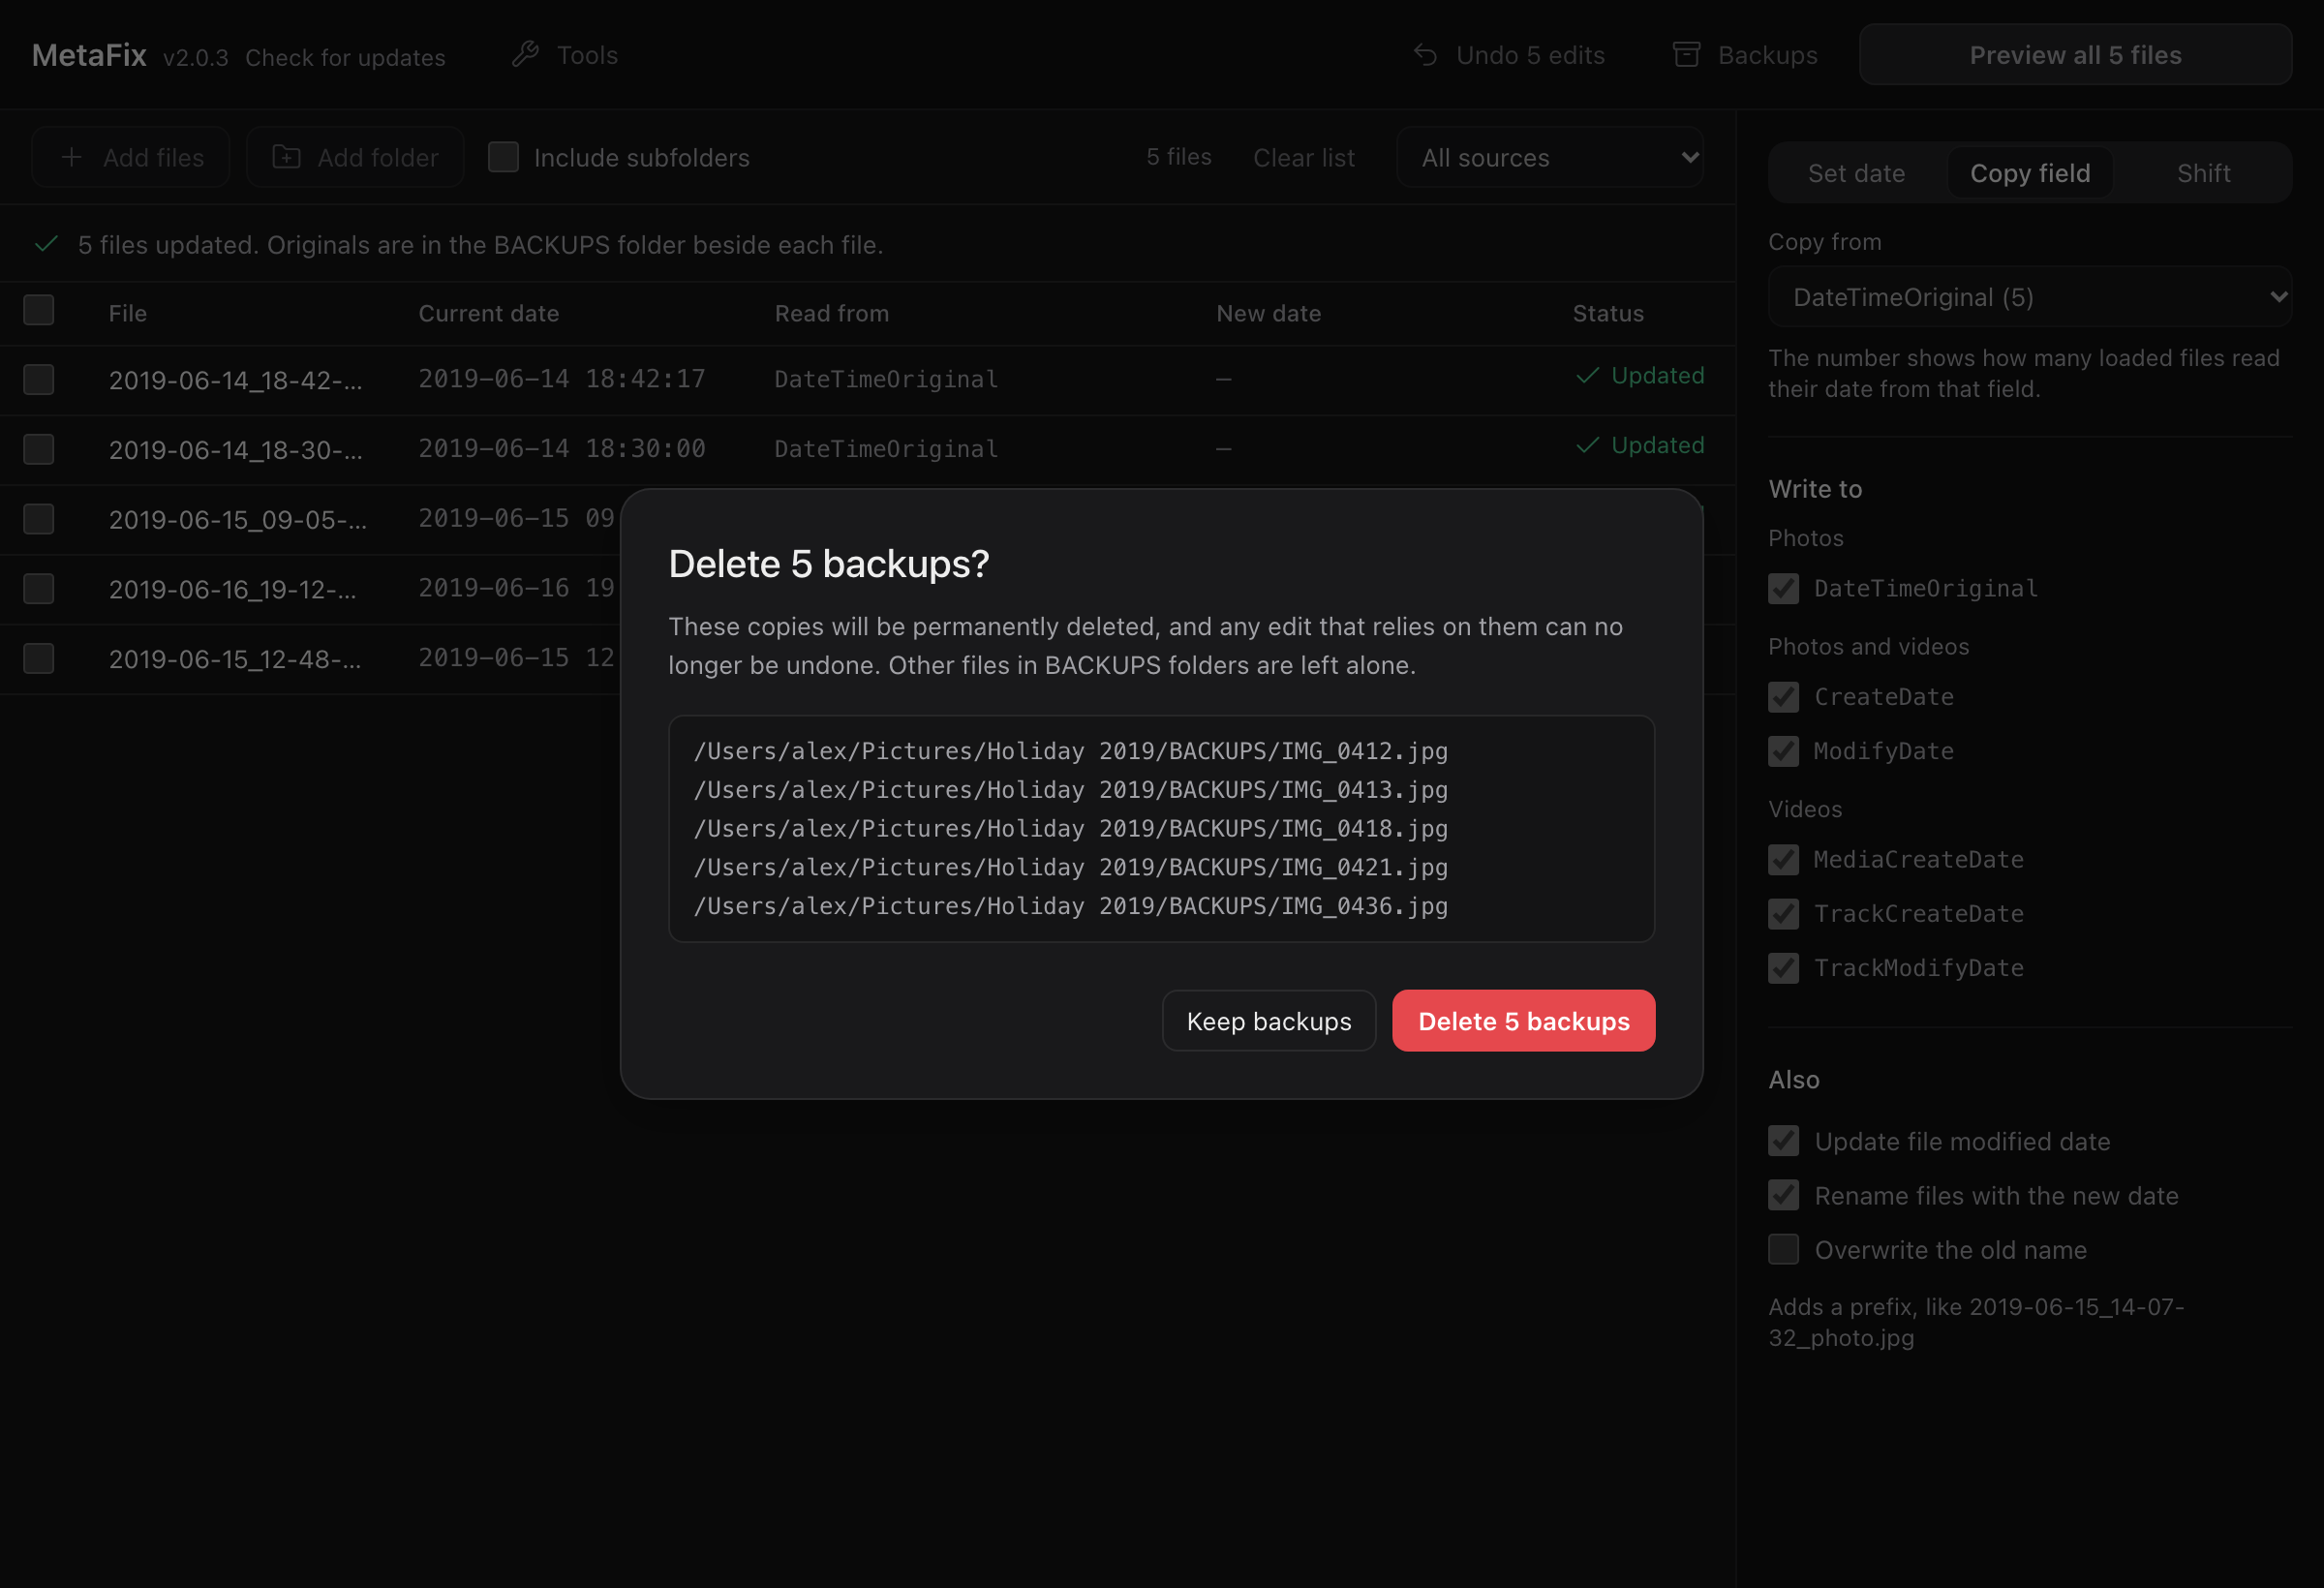 MetaFix v2.0.3 Check for updates Tools Undo 5 edits Backups Preview all 5 files
Add files Add folder Include subfolders 5 files Clear list All sources
5 files updated. Originals are in the BACKUPS folder beside each file.
File Current date Read from New date Status
2019-06-14_18-42-... 2019-06-14 18:42:17 DateTimeOriginal — Updated
2019-06-14_18-30-... 2019-06-14 18:30:00 DateTimeOriginal — Updated
2019-06-15_09-05-... 2019-06-15 09
2019-06-16_19-12-... 2019-06-16 19
2019-06-15_12-48-... 2019-06-15 12
Delete 5 backups?
These copies will be permanently deleted, and any edit that relies on them can no
longer be undone. Other files in BACKUPS folders are left alone.
/Users/alex/Pictures/Holiday 2019/BACKUPS/IMG_0412.jpg
/Users/alex/Pictures/Holiday 2019/BACKUPS/IMG_0413.jpg
/Users/alex/Pictures/Holiday 2019/BACKUPS/IMG_0418.jpg
/Users/alex/Pictures/Holiday 2019/BACKUPS/IMG_0421.jpg
/Users/alex/Pictures/Holiday 2019/BACKUPS/IMG_0436.jpg
Keep backups Delete 5 backups
Set date Copy field Shift
Copy from
DateTimeOriginal (5)
The number shows how many loaded files read
their date from that field.
Write to
Photos
DateTimeOriginal
Photos and videos
CreateDate
ModifyDate
Videos
MediaCreateDate
TrackCreateDate
TrackModifyDate
Also
Update file modified date
Rename files with the new date
Overwrite the old name
Adds a prefix, like 2019-06-15_14-07-
32_photo.jpg